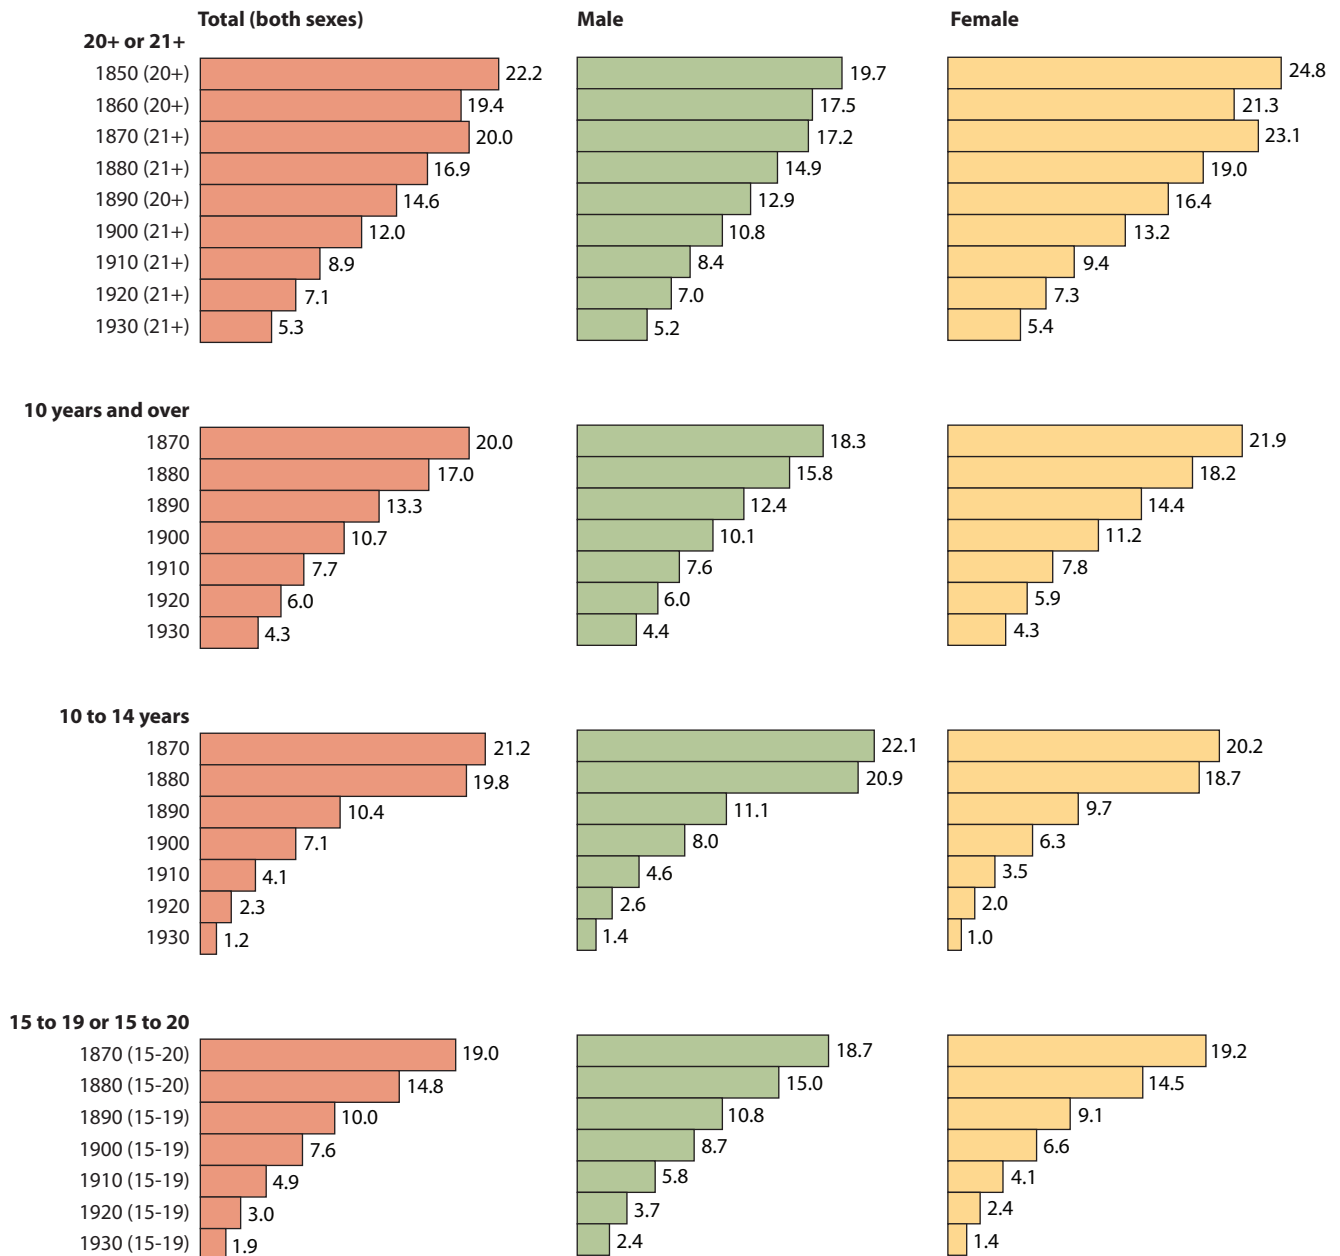 Total (both sexes) Male Female
20+ or 21+
1850 (20+) 22.2 19.7 24.8
1860 (20+) 19.4 17.5 21.3
1870 (21+) 20.0 17.2 23.1
1880 (21+) 16.9 14.9 19.0
1890 (20+) 14.6 12.9 16.4
1900 (21+) 12.0 10.8 13.2
1910 (21+) 8.9 8.4 9.4
1920 (21+) 7.1 7.0 7.3
1930 (21+) 5.3 5.2 5.4
10 years and over
1870 20.0 18.3 21.9
1880 17.0 15.8 18.2
1890 13.3 12.4 14.4
1900 10.7 10.1 11.2
1910 7.7 7.6 7.8
1920 6.0 6.0 5.9
1930 4.3 4.4 4.3
10 to 14 years
1870 21.2 22.1 20.2
1880 19.8 20.9 18.7
1890 10.4 11.1 9.7
1900 7.1 8.0 6.3
1910 4.1 4.6 3.5
1920 2.3 2.6 2.0
1930 1.2 1.4 1.0
15 to 19 or 15 to 20
1870 (15-20) 19.0 18.7 19.2
1880 (15-20) 14.8 15.0 14.5
1890 (15-19) 10.0 10.8 9.1
1900 (15-19) 7.6 8.7 6.6
1910 (15-19) 4.9 5.8 4.1
1920 (15-19) 3.0 3.7 2.4
1930 (15-19) 1.9 2.4 1.4